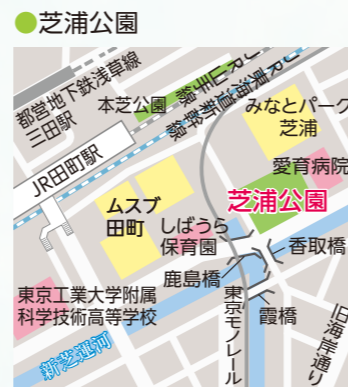 ●芝浦公園
都営地下鉄浅草線
三田駅
本芝公園
JR山手線
JR東海道新幹線
みなとパーク
芝浦
JR田町駅
愛育病院
ムスブ
田町
芝浦公園
しばうら
保育園
香取橋
鹿島橋
東京工業大学附属
科学技術高等学校
東京モノレール
霞橋
旧海岸通り
新芝運河